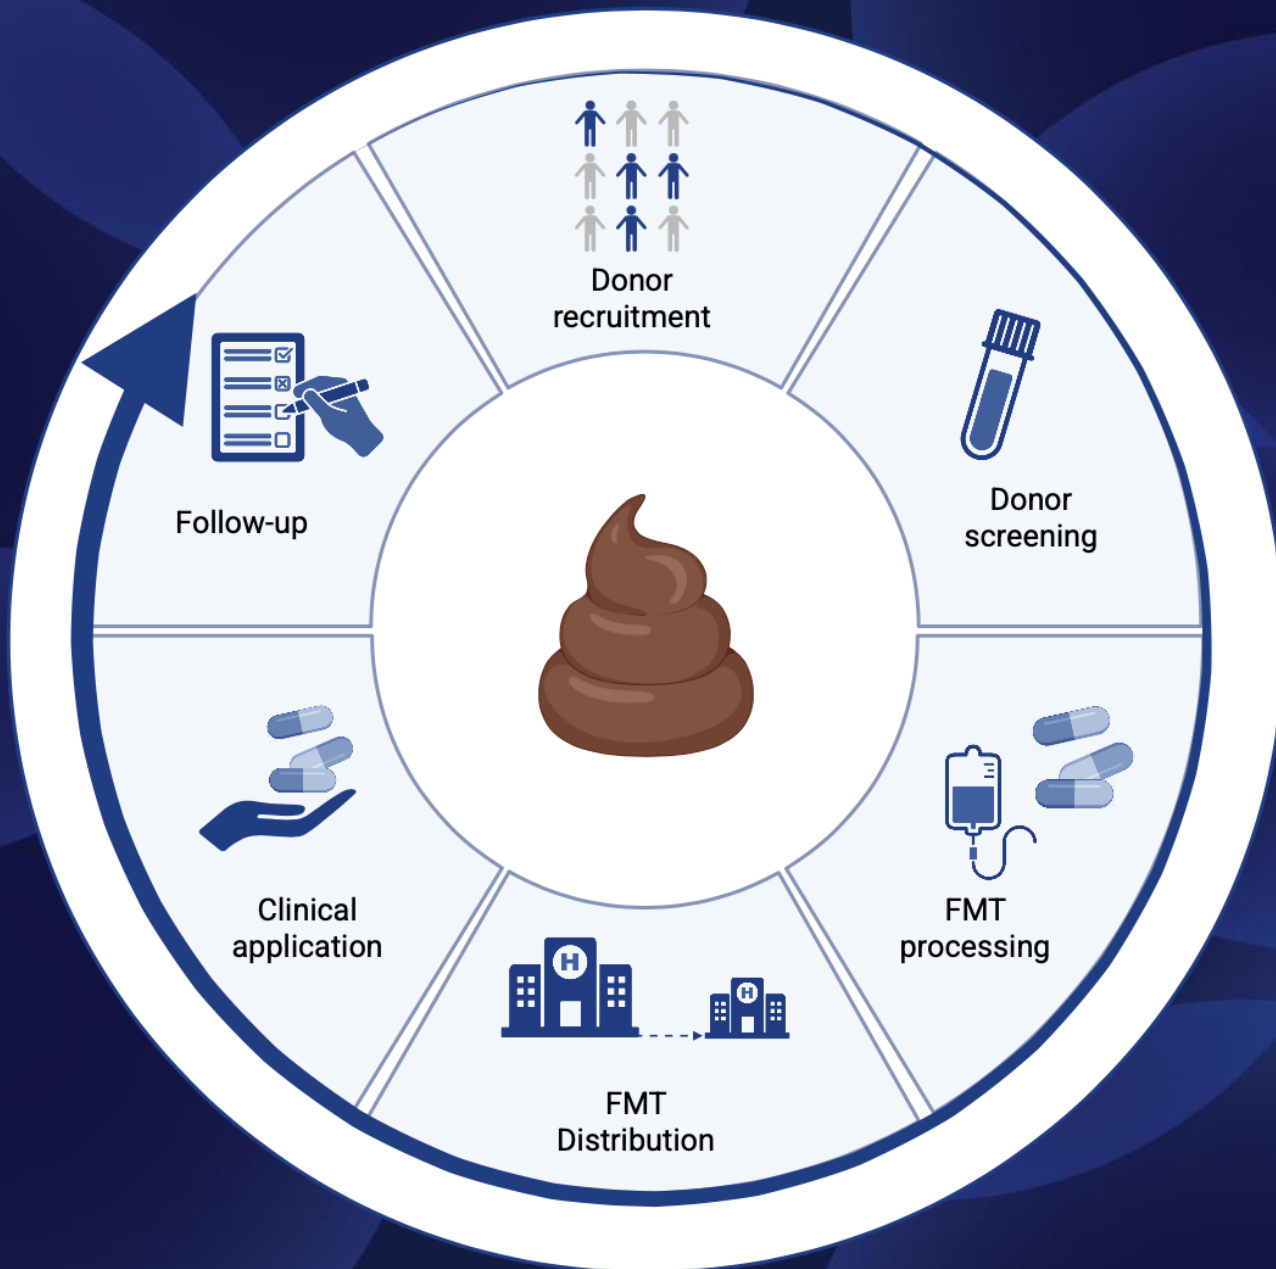 Donor
recruitment
Donor
screening
FMT
processing
H
H
FMT
Distribution
Clinical
application
Follow-up